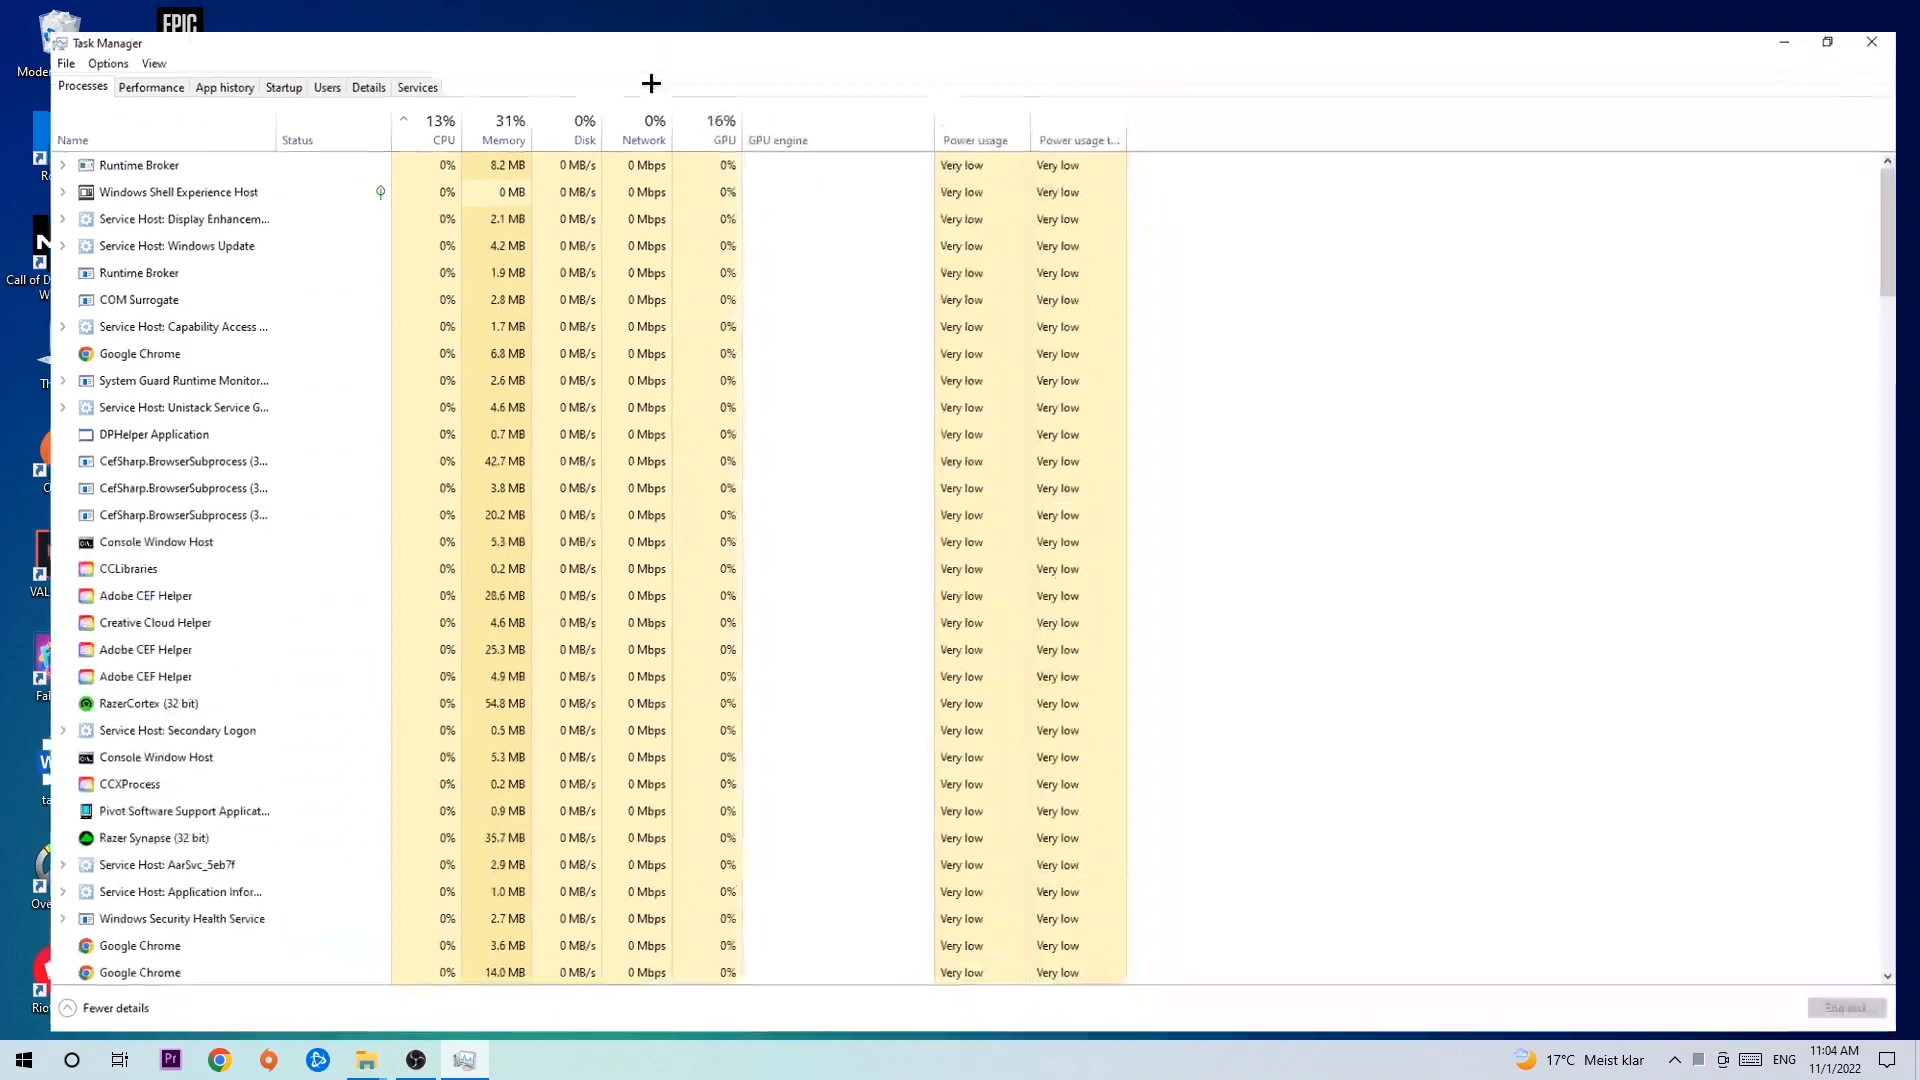 EPIC
Task Manager
File Options View
Processes Performance App history Startup Users Details Services
13% 31% 0% 0% 16%
Name Status CPU Memory Disk Network GPU GPU engine Power usage Power usage t...
Runtime Broker 0% 8.2 MB 0 MB/s 0 Mbps 0% Very low Very low
Windows Shell Experience Host 0% 0 MB 0 MB/s 0 Mbps 0% Very low Very low
Service Host: Display Enhancem... 0% 2.1 MB 0 MB/s 0 Mbps 0% Very low Very low
Service Host: Windows Update 0% 4.2 MB 0 MB/s 0 Mbps 0% Very low Very low
Runtime Broker 0% 1.9 MB 0 MB/s 0 Mbps 0% Very low Very low
COM Surrogate 0% 2.8 MB 0 MB/s 0 Mbps 0% Very low Very low
Service Host: Capability Access ... 0% 1.7 MB 0 MB/s 0 Mbps 0% Very low Very low
Google Chrome 0% 6.8 MB 0 MB/s 0 Mbps 0% Very low Very low
System Guard Runtime Monitor... 0% 2.6 MB 0 MB/s 0 Mbps 0% Very low Very low
Service Host: Unistack Service G... 0% 4.6 MB 0 MB/s 0 Mbps 0% Very low Very low
DPHelper Application 0% 0.7 MB 0 MB/s 0 Mbps 0% Very low Very low
CefSharp.BrowserSubprocess (3... 0% 42.7 MB 0 MB/s 0 Mbps 0% Very low Very low
CefSharp.BrowserSubprocess (3... 0% 3.8 MB 0 MB/s 0 Mbps 0% Very low Very low
CefSharp.BrowserSubprocess (3... 0% 20.2 MB 0 MB/s 0 Mbps 0% Very low Very low
Console Window Host 0% 5.3 MB 0 MB/s 0 Mbps 0% Very low Very low
CCLibraries 0% 0.2 MB 0 MB/s 0 Mbps 0% Very low Very low
Adobe CEF Helper 0% 28.6 MB 0 MB/s 0 Mbps 0% Very low Very low
Creative Cloud Helper 0% 4.6 MB 0 MB/s 0 Mbps 0% Very low Very low
Adobe CEF Helper 0% 25.3 MB 0 MB/s 0 Mbps 0% Very low Very low
Adobe CEF Helper 0% 4.9 MB 0 MB/s 0 Mbps 0% Very low Very low
RazerCortex (32 bit) 0% 54.8 MB 0 MB/s 0 Mbps 0% Very low Very low
Service Host: Secondary Logon 0% 0.5 MB 0 MB/s 0 Mbps 0% Very low Very low
Console Window Host 0% 5.3 MB 0 MB/s 0 Mbps 0% Very low Very low
CCXProcess 0% 0.2 MB 0 MB/s 0 Mbps 0% Very low Very low
Pivot Software Support Applicat... 0% 0.9 MB 0 MB/s 0 Mbps 0% Very low Very low
Razer Synapse (32 bit) 0% 35.7 MB 0 MB/s 0 Mbps 0% Very low Very low
Service Host: AarSvc_5eb7f 0% 2.9 MB 0 MB/s 0 Mbps 0% Very low Very low
Service Host: Application Infor... 0% 1.0 MB 0 MB/s 0 Mbps 0% Very low Very low
Windows Security Health Service 0% 2.7 MB 0 MB/s 0 Mbps 0% Very low Very low
Google Chrome 0% 3.6 MB 0 MB/s 0 Mbps 0% Very low Very low
Google Chrome 0% 14.0 MB 0 MB/s 0 Mbps 0% Very low Very low
Fewer details
Call of D
VAL
Ove
Pr
17°C Meist klar ENG 11:04 AM
11/1/2022